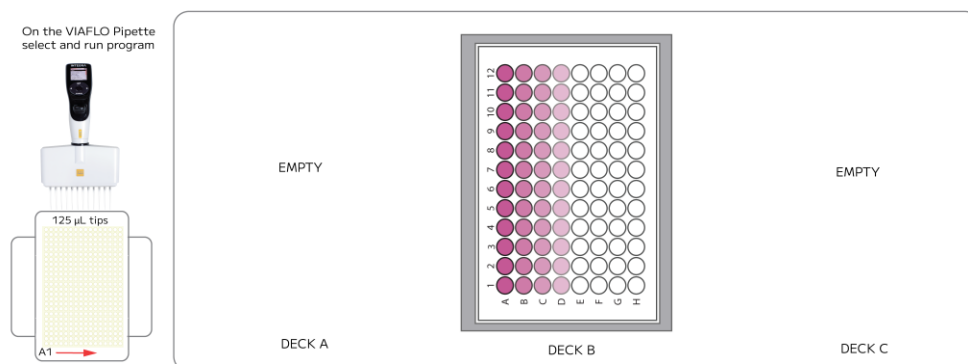 On the VIAFLO Pipette
select and run program
125 µL tips
A1
EMPTY
DECK A
12
11
10
9
8
7
6
5
4
3
2
1
A B C D E F G H
DECK B
EMPTY
DECK C